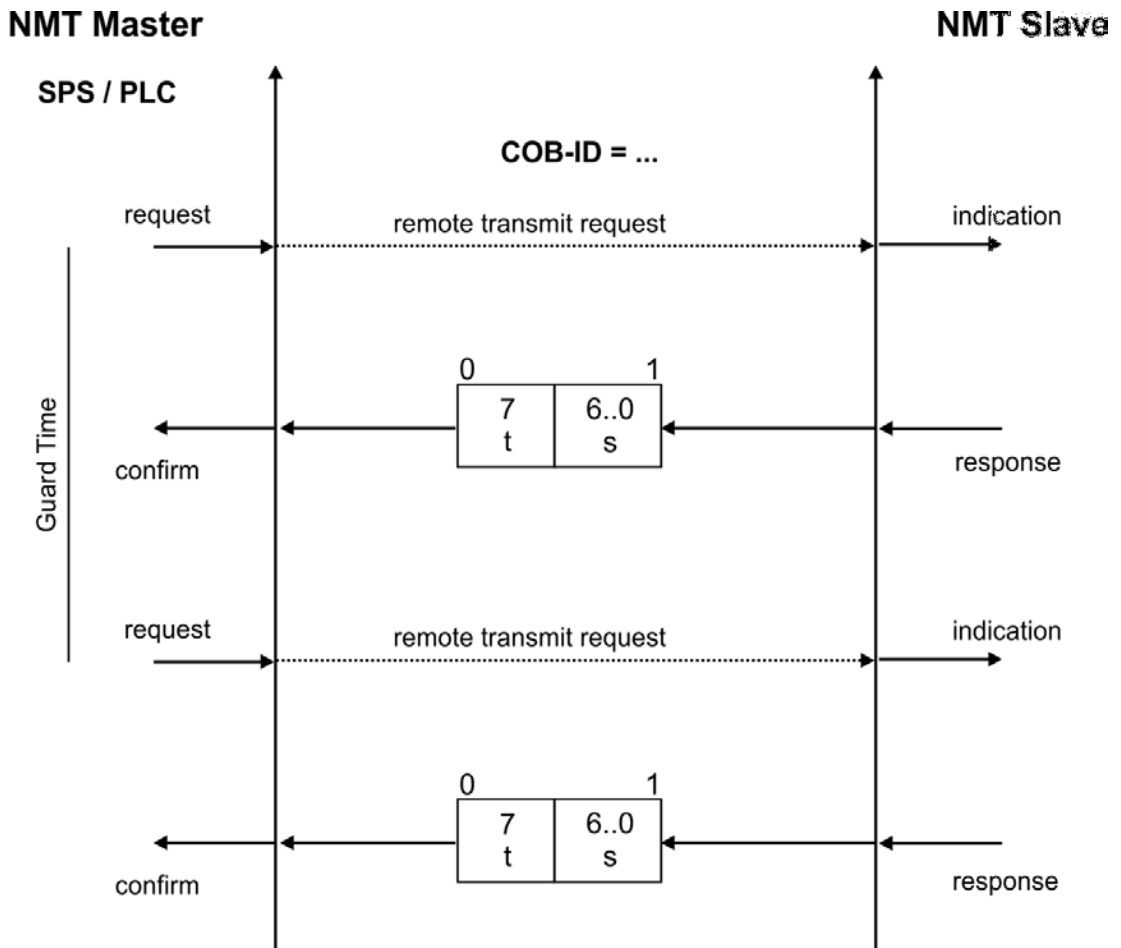 NMT Master
NMT Slave
SPS / PLC
COB-ID = ...
request
remote transmit request
indication
0
1
7
6..0
t
s
confirm
response
Guard Time
request
remote transmit request
indication
0
1
7
6..0
t
s
confirm
response